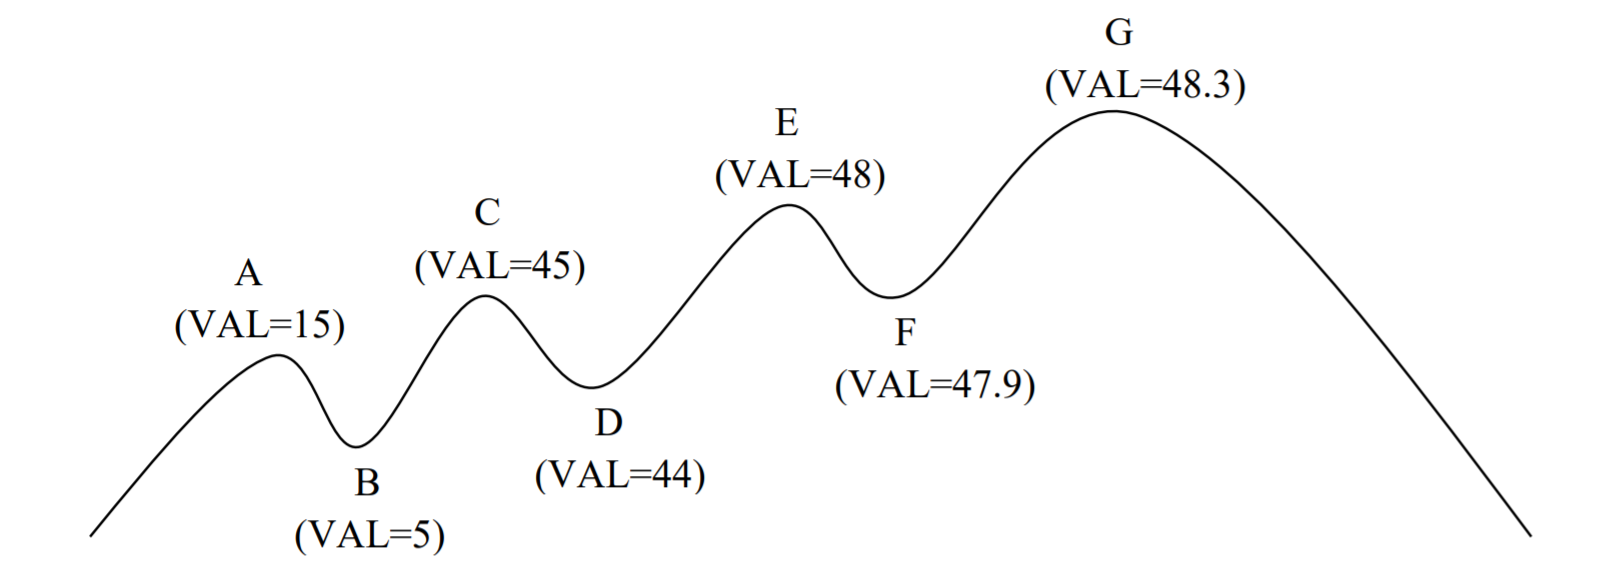 A
(VAL=15)
B
(VAL=5)
C
(VAL=45)
D
(VAL=44)
E
(VAL=48)
F
(VAL=47.9)
G
(VAL=48.3)